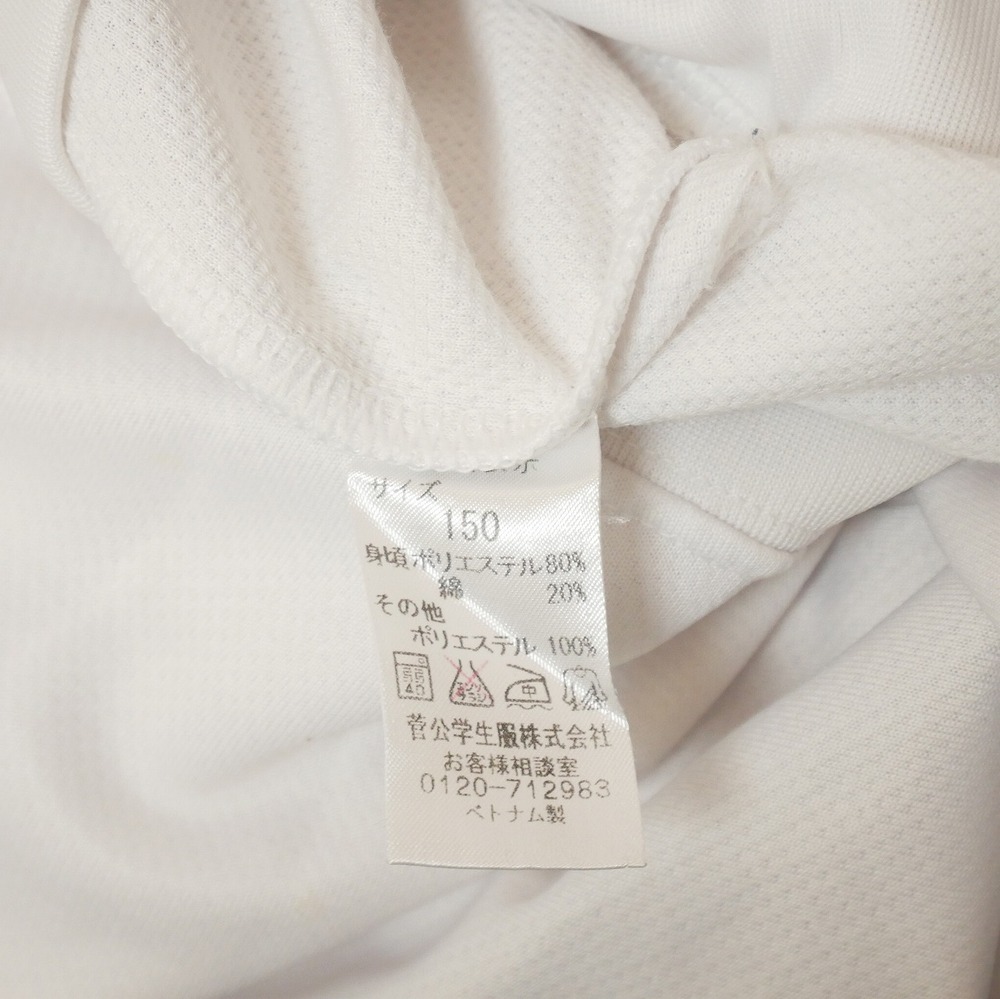 サイズ
150
身頃ポリエステル80%
綿 20%
その他
ポリエステル 100%
中
菅公学生服株式会社
お客様相談室
0120-712983
ベトナム製